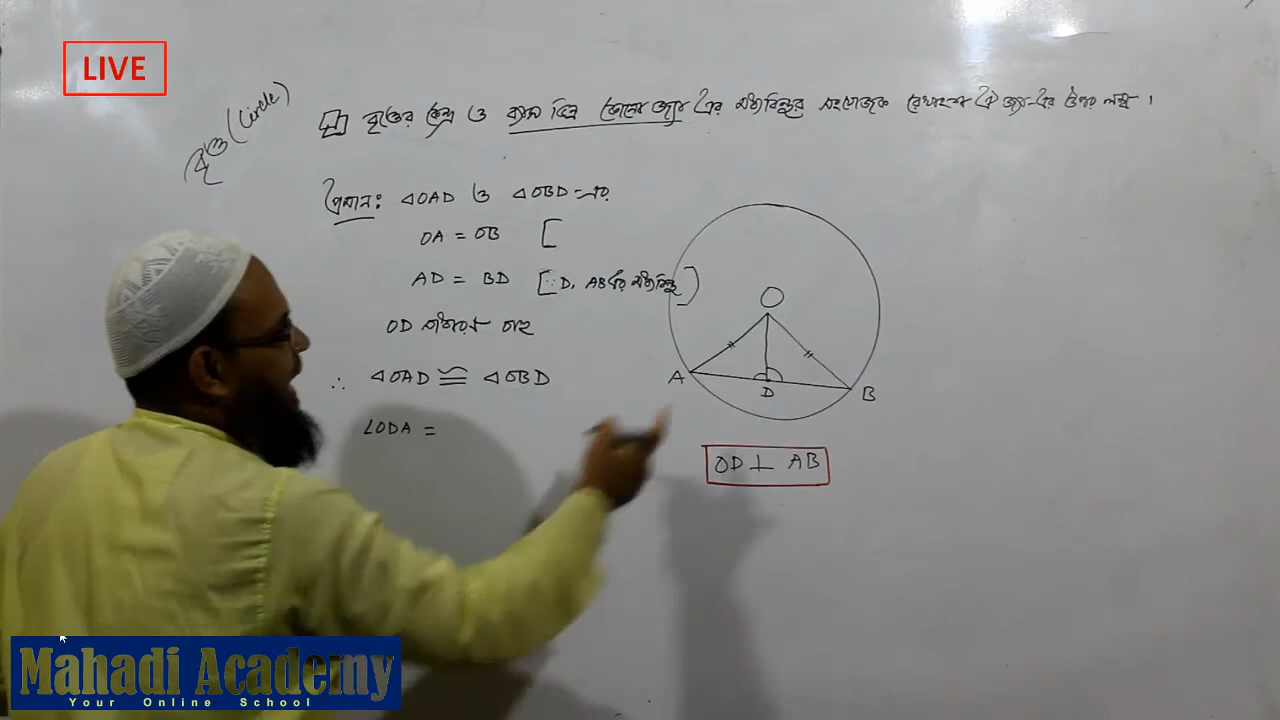 LIVE
বৃত্ত (Circle)
বৃত্তের কেন্দ্র ও ব্যাস ভিন্ন কোনো জ্যা এর মধ্যবিন্দুর সংযোজক রেখাংশ ঐ জ্যা-এর উপর লম্ব ।
প্রমাণ: ◁OAD ও ◁OBD-এর
OA = OB [
AD = BD [∵ D, AB এর মধ্যবিন্দু]
OD সাধারণ বাহু
∴ ◁OAD ≅ ◁OBD
∠ODA =
O
A
D
B
OD ⊥ AB
Mahadi Academy
Your Online School